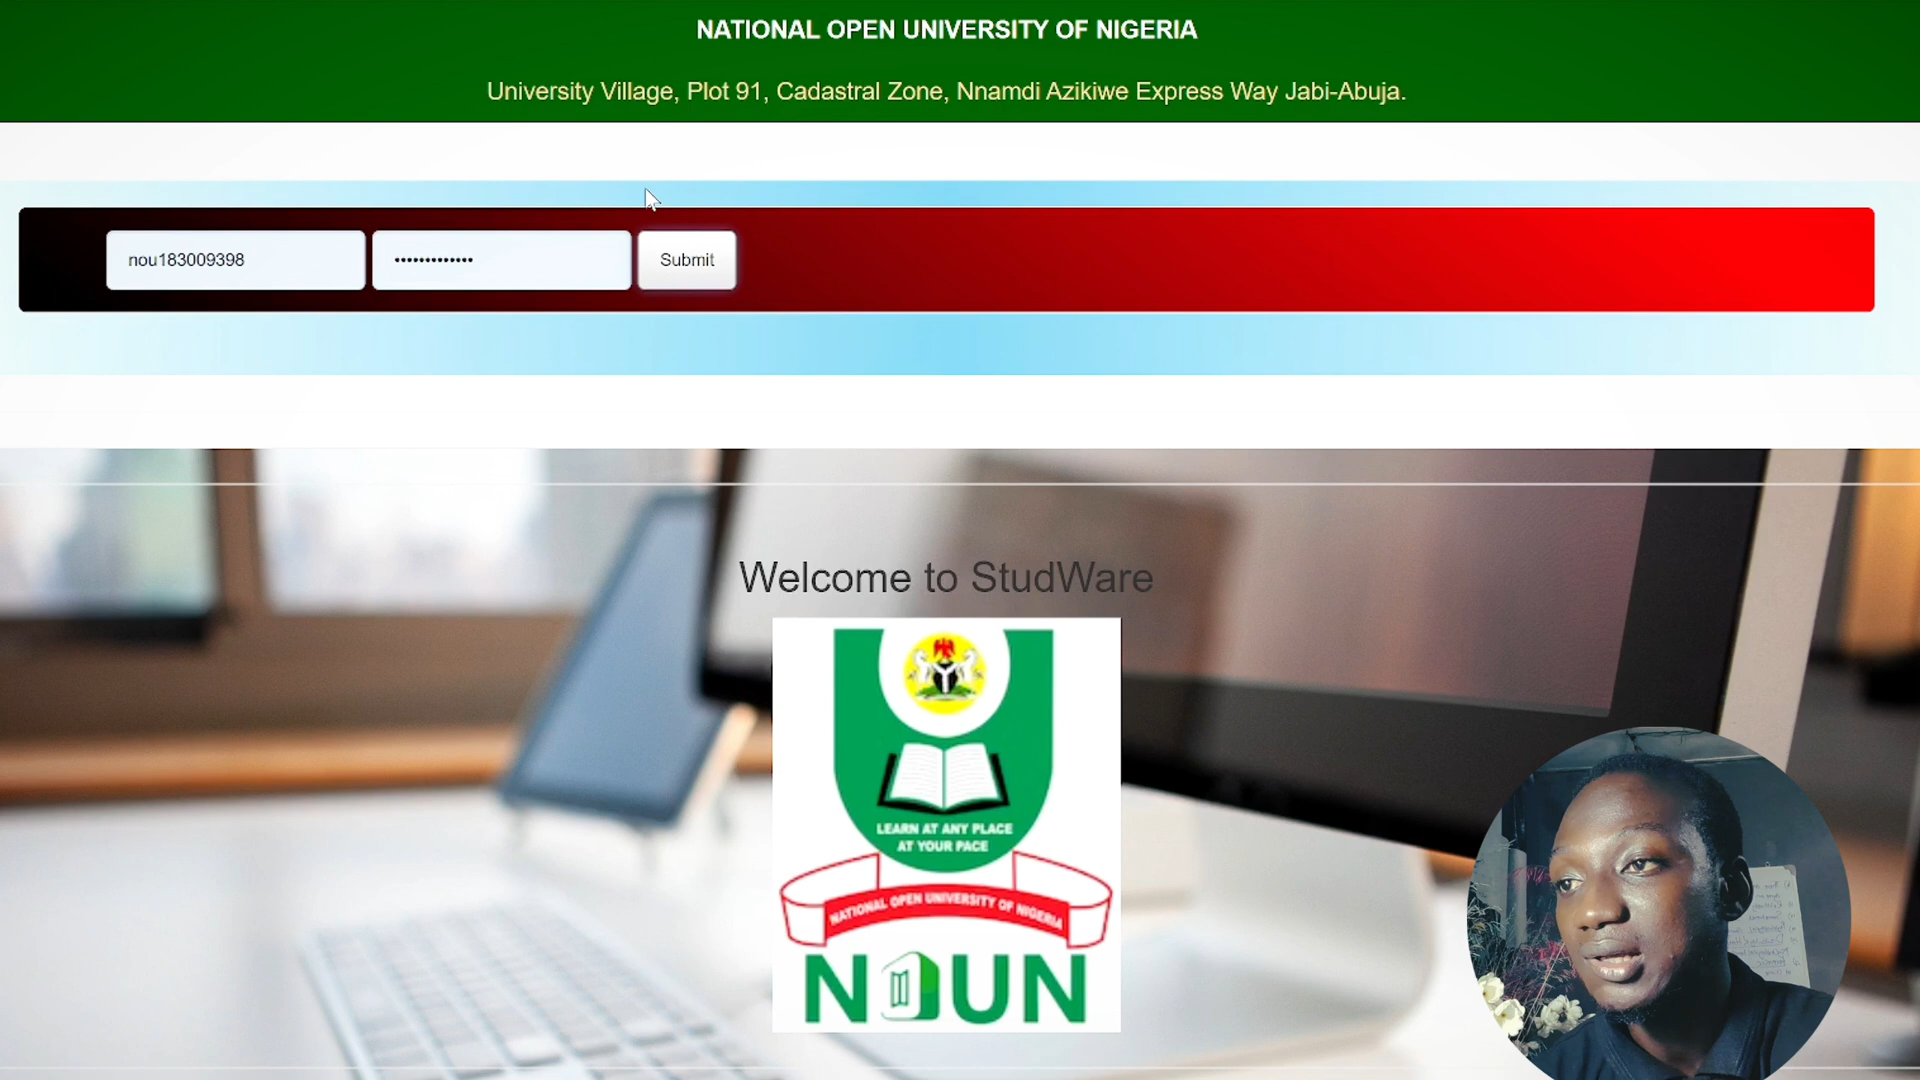 NATIONAL OPEN UNIVERSITY OF NIGERIA
University Village, Plot 91, Cadastral Zone, Nnamdi Azikiwe Express Way Jabi-Abuja.
nou183009398
Submit
Welcome to StudWare
LEARN AT ANY PLACE
AT YOUR PACE
NATIONAL OPEN UNIVERSITY OF NIGERIA
NOUN